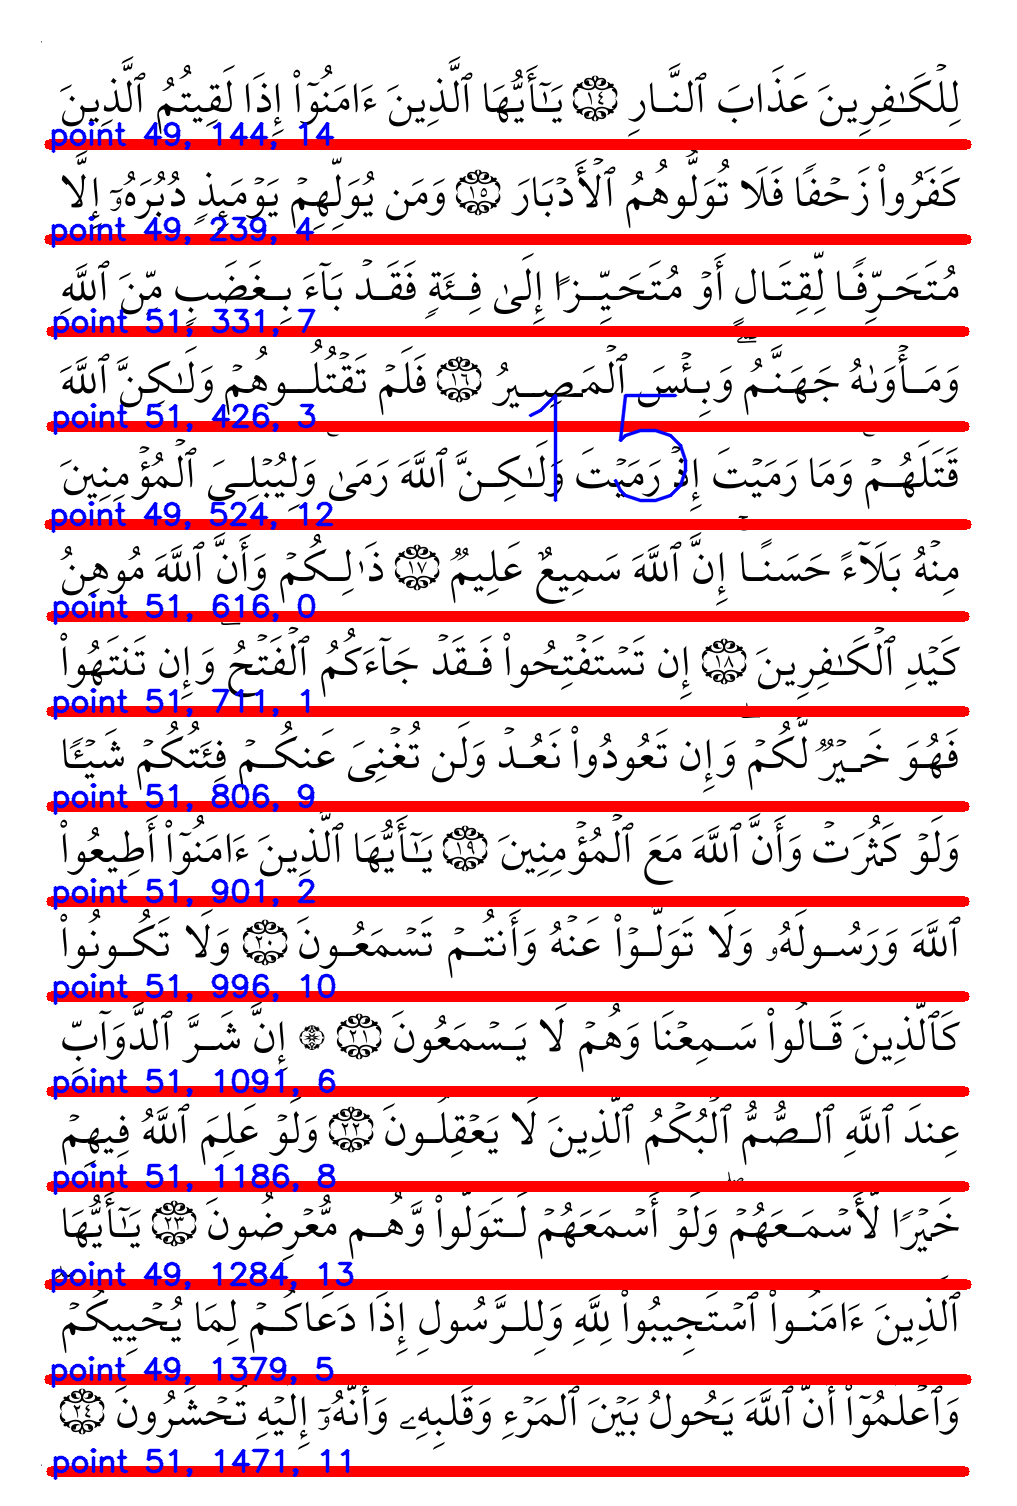 لِلْكَٰفِرِينَ عَذَابَ ٱلنَّارِ ١٤ يَٰٓأَيُّهَا ٱلَّذِينَ ءَامَنُوٓا۟ إِذَا لَقِيتُمُ ٱلَّذِينَ
point 49, 144, 14
كَفَرُوا۟ زَحْفًا فَلَا تُوَلُّوهُمُ ٱلْأَدْبَارَ ١٥ وَمَن يُوَلِّهِمْ يَوْمَئِذٍ دُبُرَهُۥٓ إِلَّا
point 49, 239, 4
مُتَحَرِّفًا لِّقِتَالٍ أَوْ مُتَحَيِّزًا إِلَىٰ فِئَةٍ فَقَدْ بَآءَ بِغَضَبٍ مِّنَ ٱللَّهِ
point 51, 331, 7
وَمَأْوَىٰهُ جَهَنَّمُ ۖ وَبِئْسَ ٱلْمَصِيرُ ١٦ فَلَمْ تَقْتُلُوهُمْ وَلَٰكِنَّ ٱللَّهَ
point 51, 426, 3
15
قَتَلَهُمْ ۚ وَمَا رَمَيْتَ إِذْ رَمَيْتَ وَلَٰكِنَّ ٱللَّهَ رَمَىٰ ۚ وَلِيُبْلِىَ ٱلْمُؤْمِنِينَ
point 49, 524, 12
مِنْهُ بَلَآءً حَسَنًا ۚ إِنَّ ٱللَّهَ سَمِيعٌ عَلِيمٌ ١٧ ذَٰلِكُمْ وَأَنَّ ٱللَّهَ مُوهِنُ
point 51, 616, 0
كَيْدِ ٱلْكَٰفِرِينَ ١٨ إِن تَسْتَفْتِحُوا۟ فَقَدْ جَآءَكُمُ ٱلْفَتْحُ ۖ وَإِن تَنتَهُوا۟
point 51, 711, 1
فَهُوَ خَيْرٌ لَّكُمْ ۖ وَإِن تَعُودُوا۟ نَعُدْ وَلَن تُغْنِىَ عَنكُمْ فِئَتُكُمْ شَيْـًٔا
point 51, 806, 9
وَلَوْ كَثُرَتْ وَأَنَّ ٱللَّهَ مَعَ ٱلْمُؤْمِنِينَ ١٩ يَٰٓأَيُّهَا ٱلَّذِينَ ءَامَنُوٓا۟ أَطِيعُوا۟
point 51, 901, 2
ٱللَّهَ وَرَسُولَهُۥ وَلَا تَوَلَّوْا۟ عَنْهُ وَأَنتُمْ تَسْمَعُونَ ٢٠ وَلَا تَكُونُوا۟
point 51, 996, 10
كَٱلَّذِينَ قَالُوا۟ سَمِعْنَا وَهُمْ لَا يَسْمَعُونَ ٢١ ۞ إِنَّ شَرَّ ٱلدَّوَآبِّ
point 51, 1091, 6
عِندَ ٱللَّهِ ٱلصُّمُّ ٱلْبُكْمُ ٱلَّذِينَ لَا يَعْقِلُونَ ٢٢ وَلَوْ عَلِمَ ٱللَّهُ فِيهِمْ
point 51, 1186, 8
خَيْرًا لَّأَسْمَعَهُمْ ۖ وَلَوْ أَسْمَعَهُمْ لَتَوَلَّوا۟ وَّهُم مُّعْرِضُونَ ٢٣ يَٰٓأَيُّهَا
point 49, 1284, 13
ٱلَّذِينَ ءَامَنُوا۟ ٱسْتَجِيبُوا۟ لِلَّهِ وَلِلرَّسُولِ إِذَا دَعَاكُمْ لِمَا يُحْيِيكُمْ ۖ
point 49, 1379, 5
وَٱعْلَمُوٓا۟ أَنَّ ٱللَّهَ يَحُولُ بَيْنَ ٱلْمَرْءِ وَقَلْبِهِۦ وَأَنَّهُۥٓ إِلَيْهِ تُحْشَرُونَ ٢٤
point 51, 1471, 11